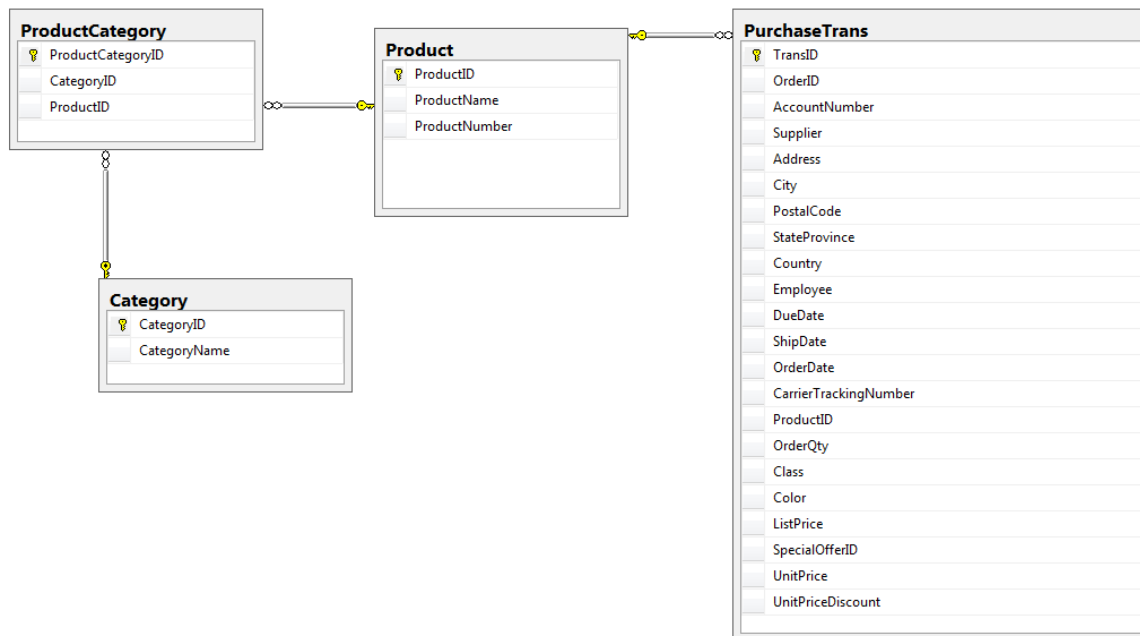 ProductCategory
ProductCategoryID
CategoryID
ProductID
Product
ProductID
ProductName
ProductNumber
Category
CategoryID
CategoryName
PurchaseTrans
TransID
OrderID
AccountNumber
Supplier
Address
City
PostalCode
StateProvince
Country
Employee
DueDate
ShipDate
OrderDate
CarrierTrackingNumber
ProductID
OrderQty
Class
Color
ListPrice
SpecialOfferID
UnitPrice
UnitPriceDiscount